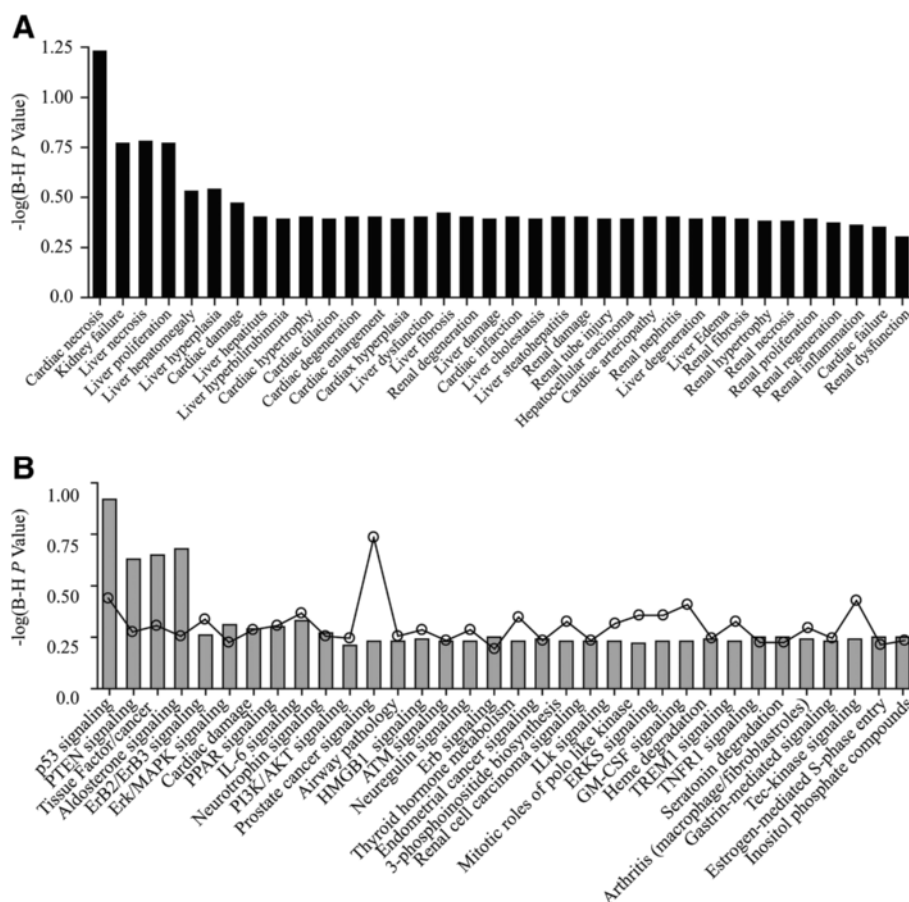 A
-log(B-H P Value)
1.25
0.75
0.50
0.25
0.0
Cardiac necrosis
Kidney failure
Liver necrosis
Liver proliferation
Liver hepatomegaly
Liver hyperplasia
Cardiac damage
Liver hepatituts
Liver hyperbilirubinmia
Cardiac hypertrophy
Cardiac dilation
Cardiac degeneration
Cardiac enlargement
Cardiax hyperplasia
Liver dysfunction
Liver fibrosis
Renal degeneration
Liver damage
Cardiac infarction
Liver cholestatsis
Liver steatohepatitis
Renal damage
Renal tube injury
Hepatocellular carcinoma
Cardiac arteriopathy
Renal nephritis
Liver degeneration
Liver Edema
Renal fibrosis
Renal hypertrophy
Renal necrosis
Renal proliferation
Renal regeneration
Renal inflammation
Cardiac failure
Renal dysfunction
B
-log(B-H P Value)
1.00
0.75
0.50
0.25
0.0
p53 signaling
PTEN signaling
Tissue Factor/cancer
Aldosterone signaling
ErB2/ErB3 signaling
Erk/MAPK signaling
Cardiac damage
PPAR signaling
IL-6 signaling
Neurotrophin signaling
PI3K/AKT signaling
Prostate cancer signaling
Airway pathology
HMGB1 signaling
ATM signaling
Neuregulin signaling
Erb signaling
Thyroid hormone metabolism
Endometrial cancer signaling
3-phosphoinositide biosynthesis
Renal cell carcinoma signaling
ILk signaling
Mitotic roles of polo like kinase
ERK5 signaling
GM-CSF signaling
Heme degradation
TREM1 signaling
TNFR1 signaling
Seratonin degradation
Arthritis (macrophage/fibroblastroles)
Gastrin-mediated signaling
Tec-kinase signaling
Estrogen-mediated S-phase entry
Inositol phosphate compounds